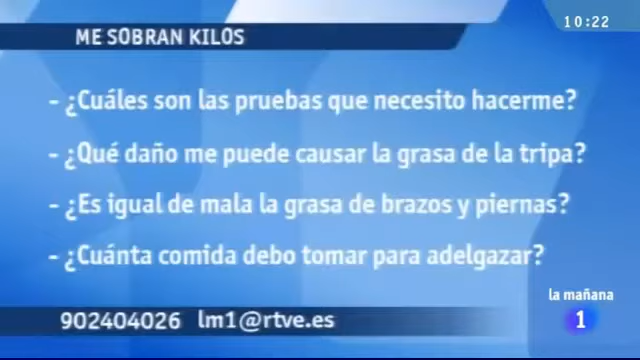 10:22
ME SOBRAN KILOS
- ¿Cuáles son las pruebas que necesito hacerme?
- ¿Qué daño me puede causar la grasa de la tripa?
- ¿Es igual de mala la grasa de brazos y piernas?
- ¿Cuánta comida debo tomar para adelgazar?
la mañana
1
902404026 lm1@rtve.es